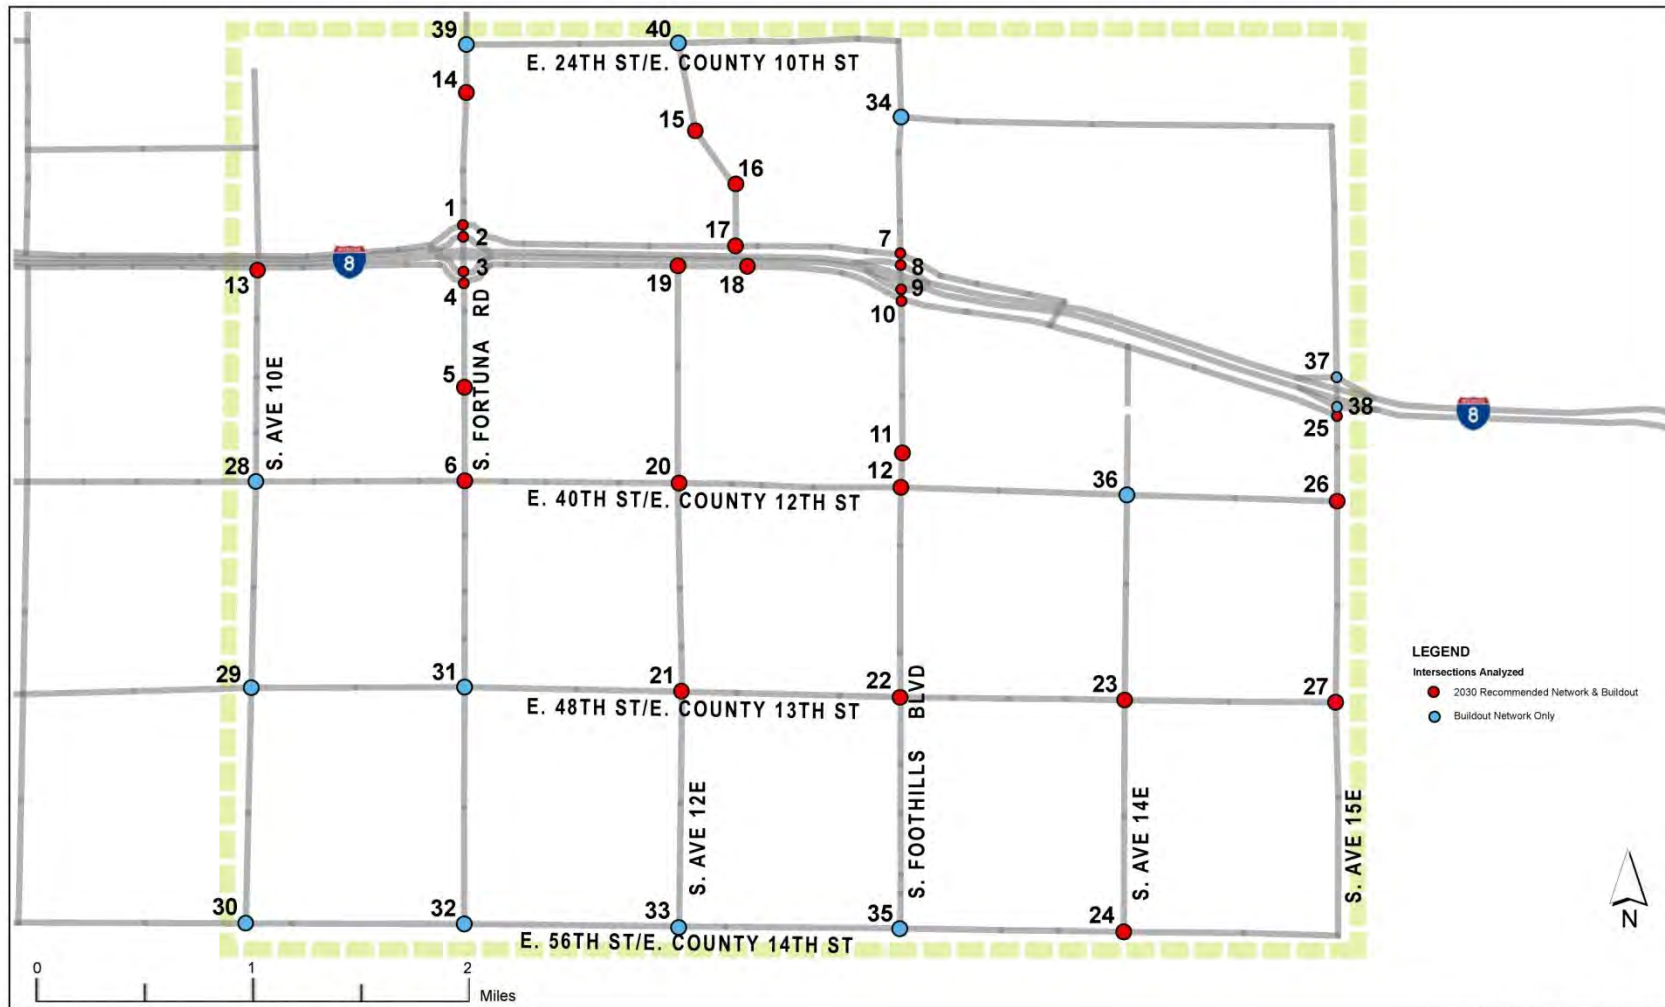 39
40
E. 24TH ST/E. COUNTY 10TH ST
14
34
15
16
1
2
17
7
8
8
13
3
4
19
18
9
10
S. AVE 10E
S. FORTUNA RD
5
37
38
25
8
11
28
6
20
12
36
26
E. 40TH ST/E. COUNTY 12TH ST
29
31
21
22
23
27
E. 48TH ST/E. COUNTY 13TH ST
S. AVE 12E
S. FOOTHILLS BLVD
S. AVE 14E
S. AVE 15E
LEGEND
Intersections Analyzed
2030 Recommended Network & Buildout
Buildout Network Only
30
32
33
35
24
E. 56TH ST/E. COUNTY 14TH ST
N
0
1
2
Miles